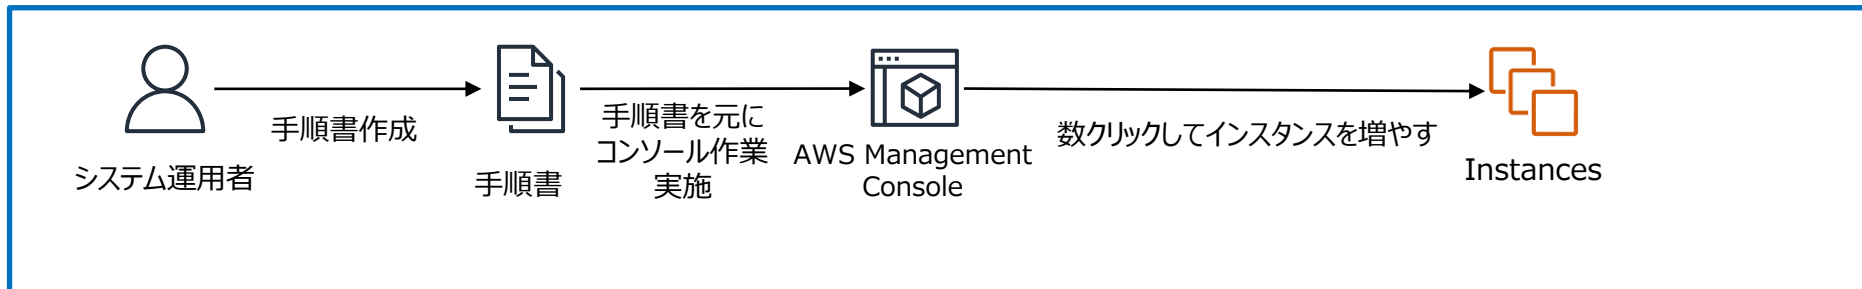 システム運用者
手順書作成
手順書
手順書を元に
コンソール作業
実施
AWS Management
Console
数クリックしてインスタンスを増やす
Instances